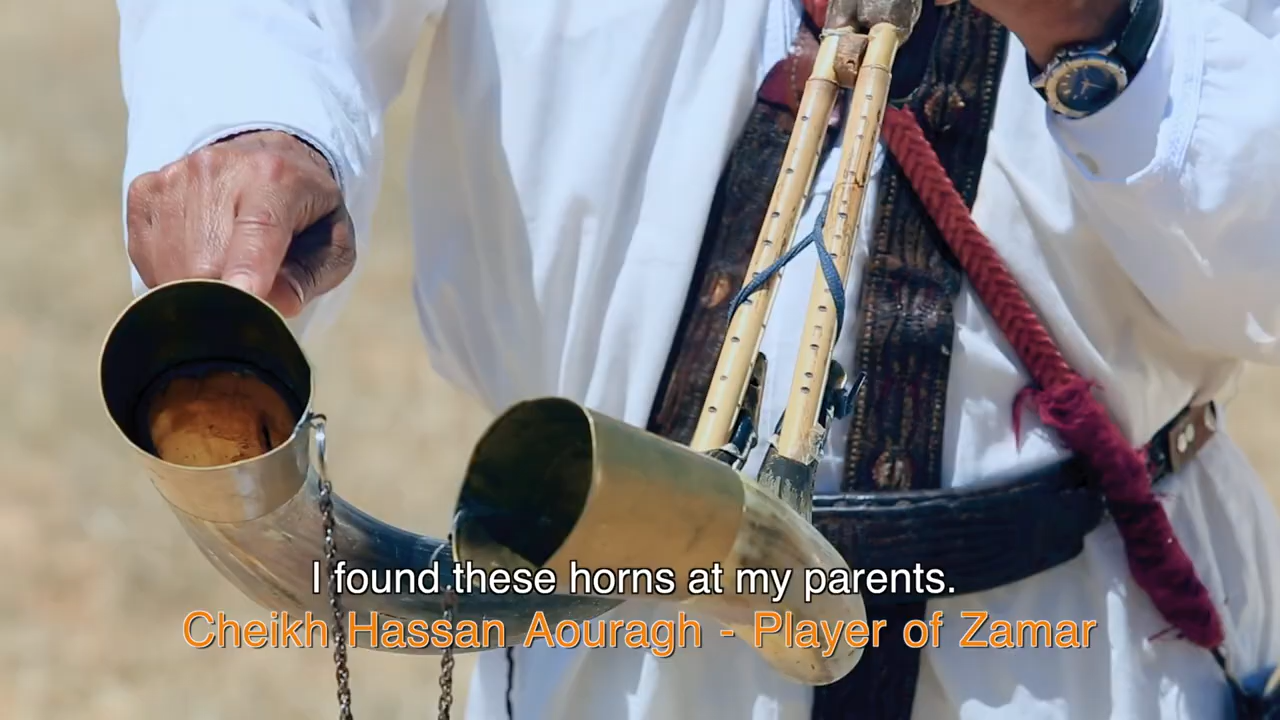 I found these horns at my parents.
Cheikh Hassan Aouragh - Player of Zamar